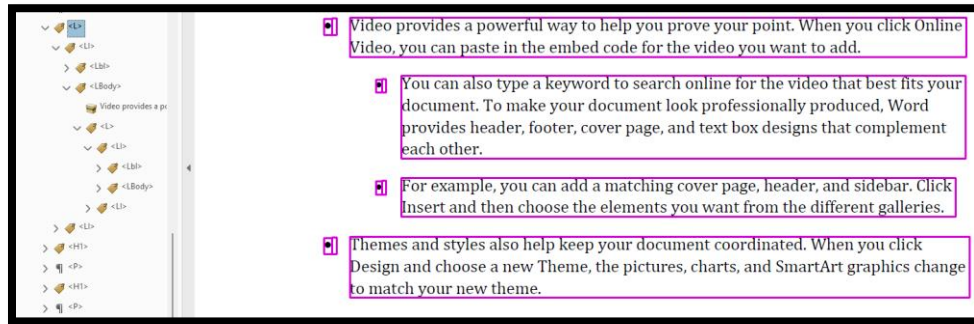 <L>
<LI>
<Lbl>
<LBody>
Video provides a po
<L>
<LI>
<Lbl>
<LBody>
<LI>
<LI>
<H1>
<P>
<H1>
<P>
• Video provides a powerful way to help you prove your point. When you click Online
Video, you can paste in the embed code for the video you want to add.
• You can also type a keyword to search online for the video that best fits your
document. To make your document look professionally produced, Word
provides header, footer, cover page, and text box designs that complement
each other.
• For example, you can add a matching cover page, header, and sidebar. Click
Insert and then choose the elements you want from the different galleries.
• Themes and styles also help keep your document coordinated. When you click
Design and choose a new Theme, the pictures, charts, and SmartArt graphics change
to match your new theme.